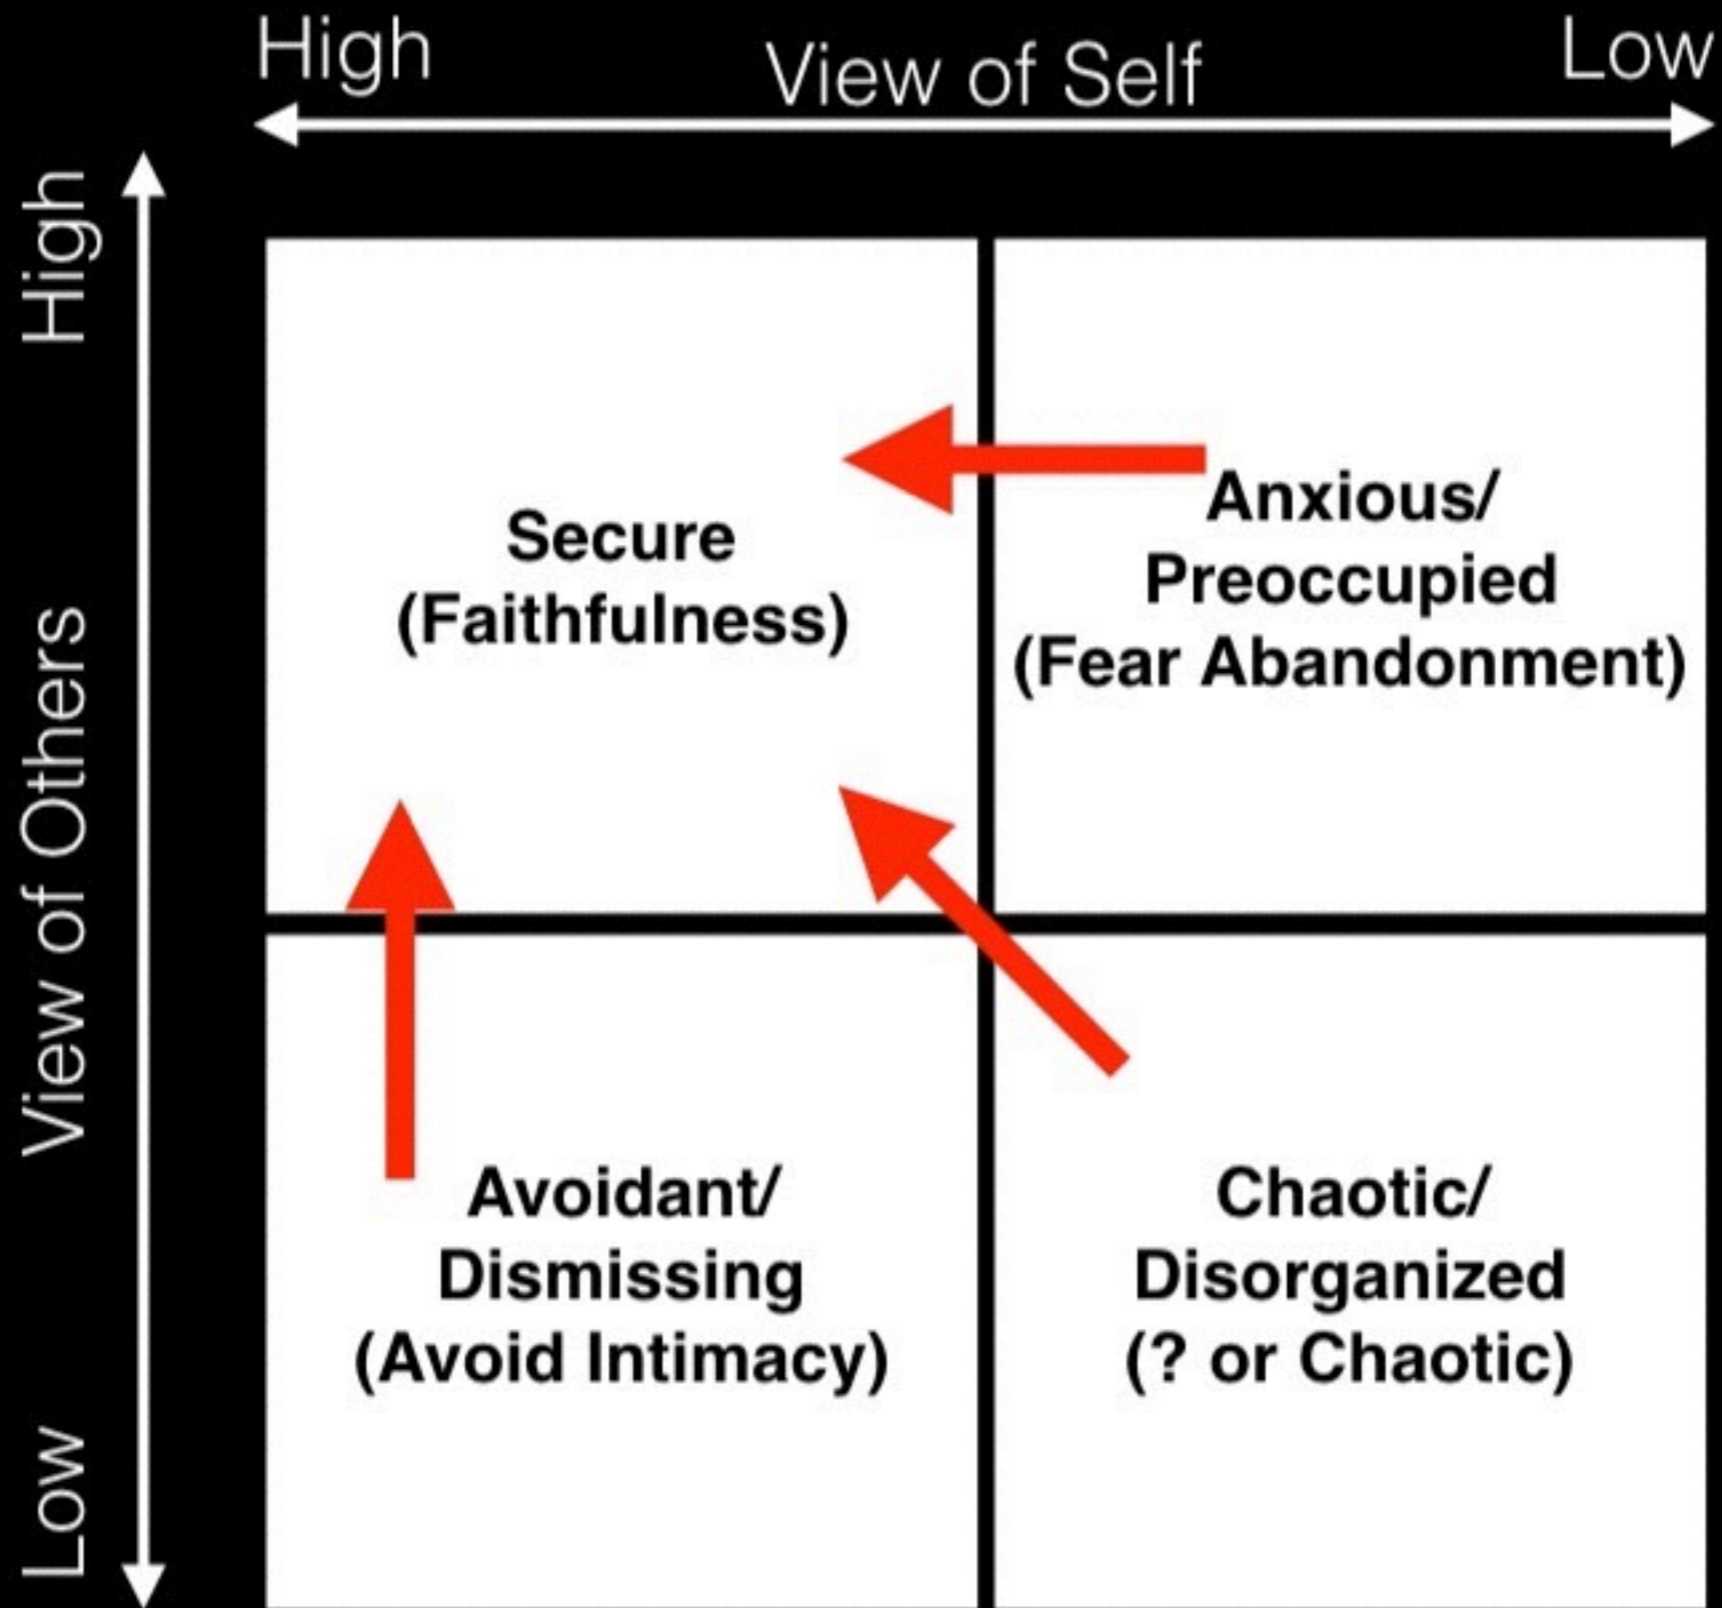 High
View of Self
Low
High
View of Others
Low
Secure
(Faithfulness)
Anxious/
Preoccupied
(Fear Abandonment)
Avoidant/
Dismissing
(Avoid Intimacy)
Chaotic/
Disorganized
(? or Chaotic)